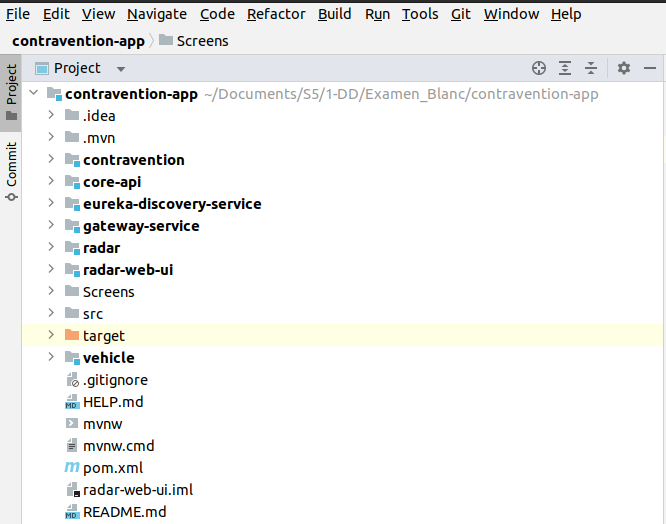 File Edit View Navigate Code Refactor Build Run Tools Git Window Help
contravention-app Screens
Project
Project
Commit
contravention-app ~/Documents/S5/1-DD/Examen_Blanc/contravention-app
.idea
.mvn
contravention
core-api
eureka-discovery-service
gateway-service
radar
radar-web-ui
Screens
src
target
vehicle
.gitignore
MD HELP.md
mvnw
mvnw.cmd
m pom.xml
radar-web-ui.iml
MD README.md